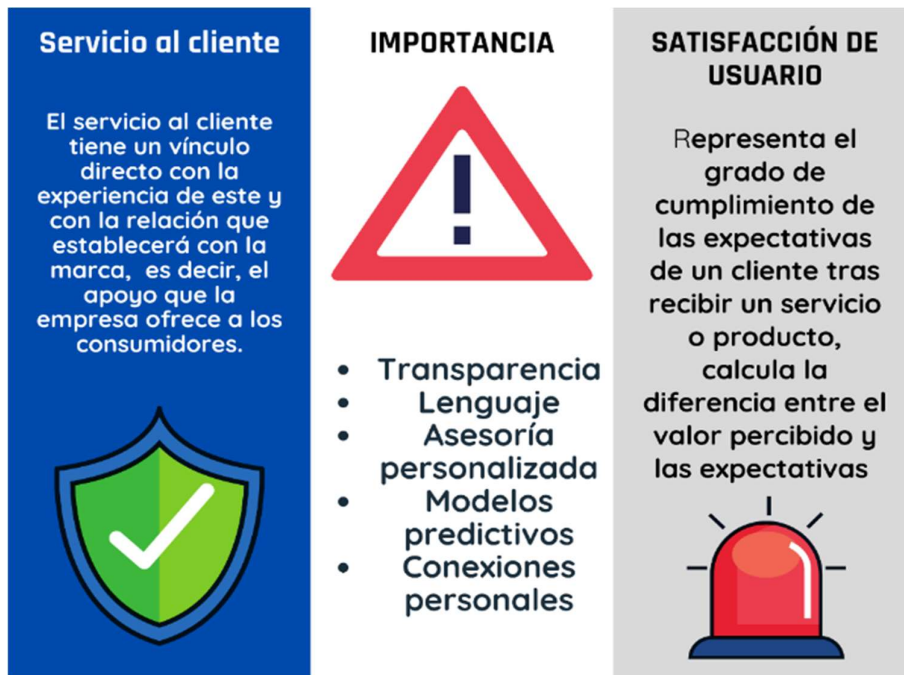 Servicio al cliente
El servicio al cliente
tiene un vínculo
directo con la
experiencia de este y
con la relación que
establecerá con la
marca, es decir, el
apoyo que la
empresa ofrece a los
consumidores.
IMPORTANCIA
• Transparencia
• Lenguaje
• Asesoría
personalizada
• Modelos
predictivos
• Conexiones
personales
SATISFACCIÓN DE
USUARIO
Representa el
grado de
cumplimiento de
las expectativas
de un cliente tras
recibir un servicio
o producto,
calcula la
diferencia entre el
valor percibido y
las expectativas